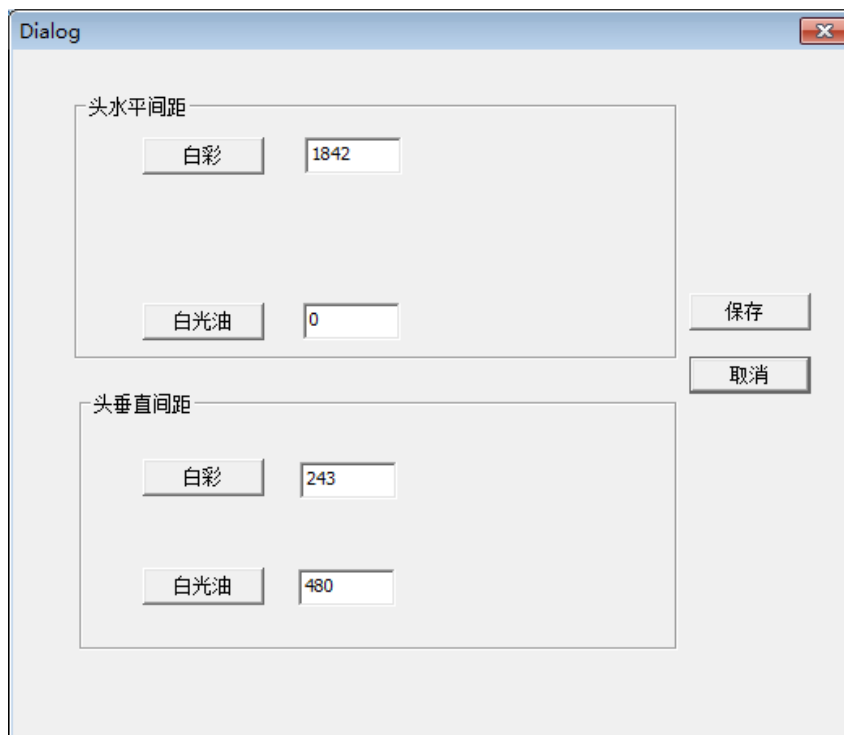 Dialog
头水平间距
白彩 1842
白光油 0
保存
取消
头垂直间距
白彩 243
白光油 480